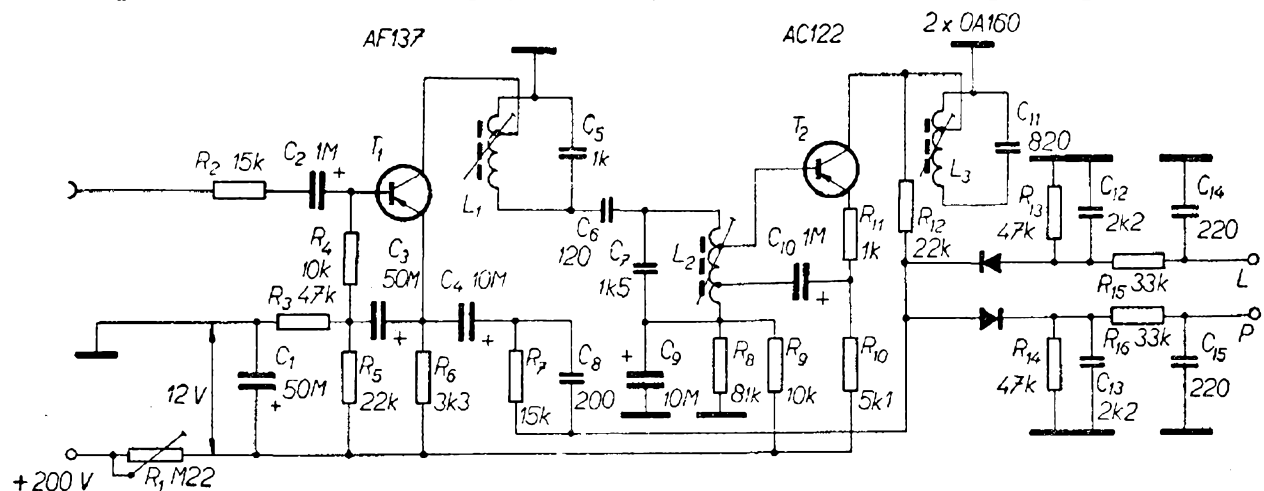 AF137
AC122
2 x OA160
R2 15k
C2 1M
+
T1
L1
C5
1k
T2
L3
C11
820
R4
10k
C3
50M
+
C4 10M
+
R3
47k
C6
120
C7
1k5
L2
C10 1M
+
R11
1k
R12
22k
R13
47k
C12
2k2
C14
220
R15 33k
L
C1
50M
+
12 V
R5
22k
R6
3k3
R7
15k
C8
200
+
C9
10M
R8
81k
R9
10k
R10
5k1
R14
47k
C13
2k2
R16 33k
C15
220
P
+200 V
R1 M22